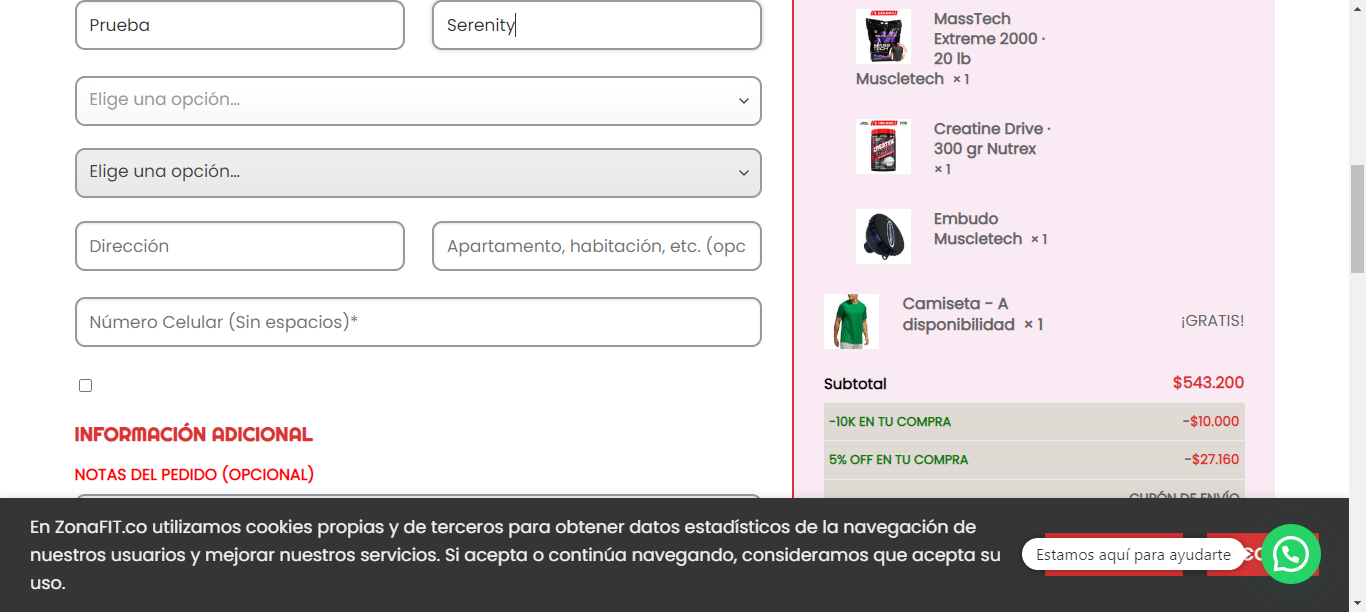 Prueba
Serenity
Elige una opción...
Elige una opción...
Dirección
Apartamento, habitación, etc. (opc
Número Celular (Sin espacios)*
INFORMACIÓN ADICIONAL
NOTAS DEL PEDIDO (OPCIONAL)
MassTech
Extreme 2000 ·
20 lb
Muscletech × 1
Creatine Drive ·
300 gr Nutrex
× 1
Embudo
Muscletech × 1
Camiseta - A
disponibilidad × 1
¡GRATIS!
Subtotal $543.200
-10K EN TU COMPRA -$10.000
5% OFF EN TU COMPRA -$27.160
CUPÓN DE ENVÍO
En ZonaFIT.co utilizamos cookies propias y de terceros para obtener datos estadísticos de la navegación de
nuestros usuarios y mejorar nuestros servicios. Si acepta o continúa navegando, consideramos que acepta su
uso.
Estamos aquí para ayudarte